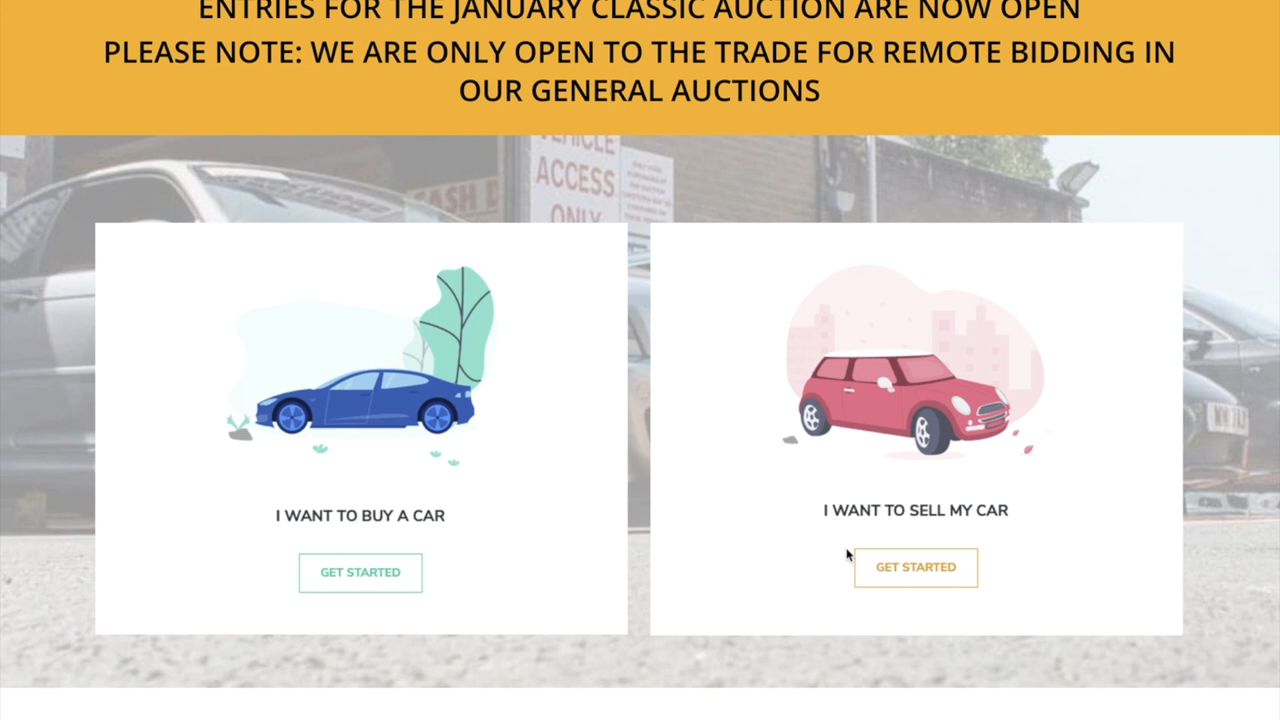 ENTRIES FOR THE JANUARY CLASSIC AUCTION ARE NOW OPEN
PLEASE NOTE: WE ARE ONLY OPEN TO THE TRADE FOR REMOTE BIDDING IN
OUR GENERAL AUCTIONS
VEHICLE
ACCESS
ONLY
CASH D
I WANT TO BUY A CAR
GET STARTED
I WANT TO SELL MY CAR
GET STARTED